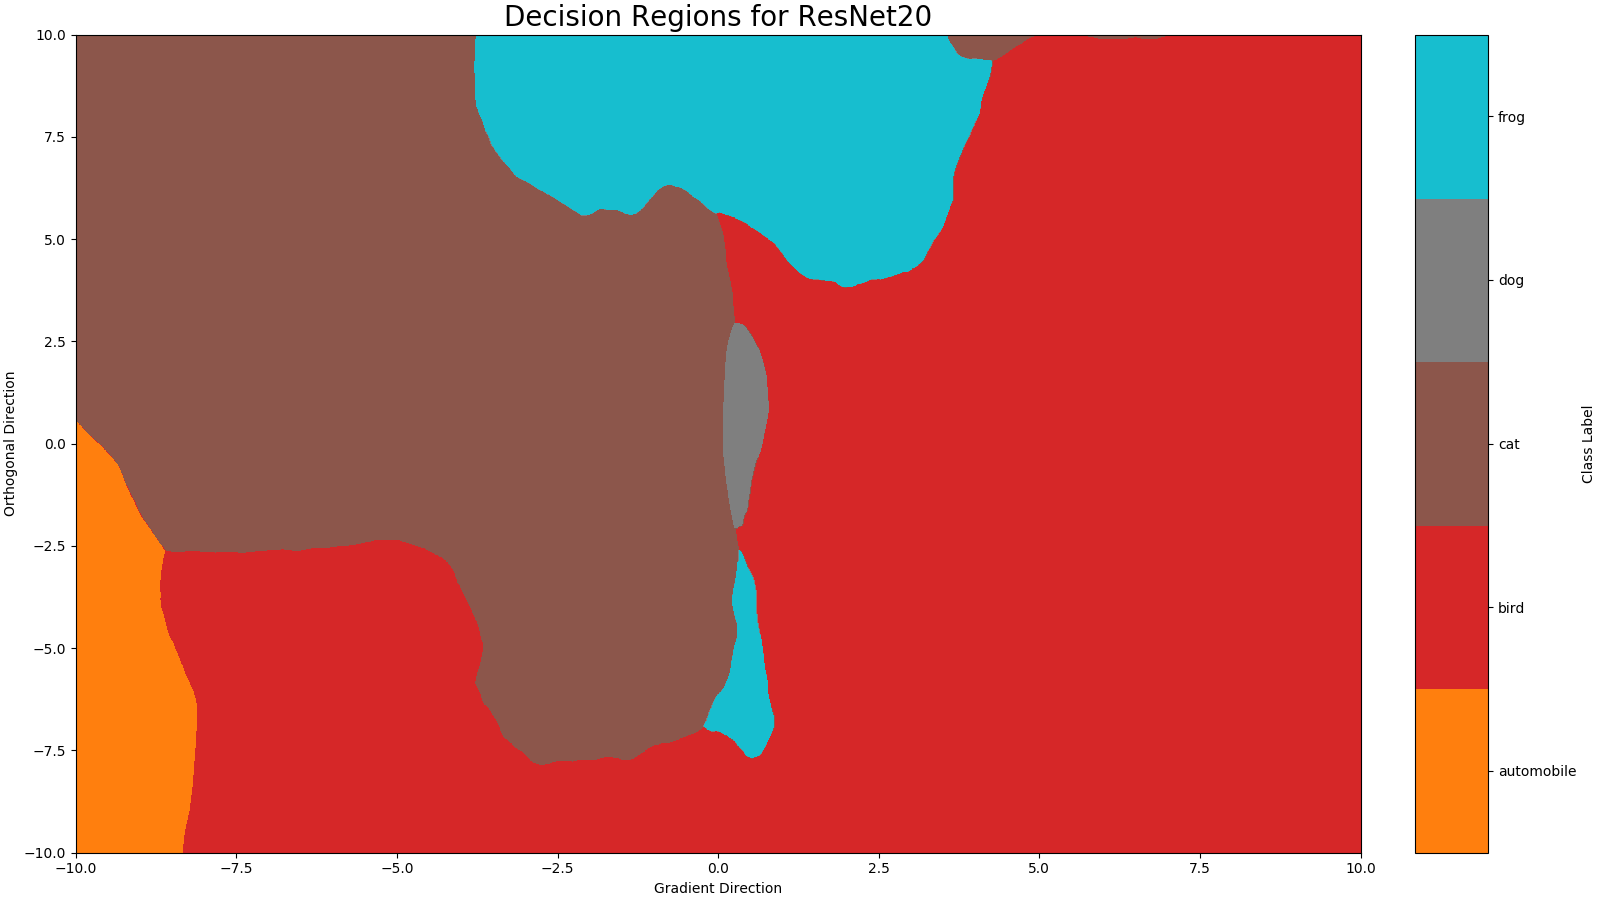 Decision Regions for ResNet20
10.0
7.5
5.0
2.5
0.0
−2.5
−5.0
−7.5
−10.0
Orthogonal Direction
−10.0 −7.5 −5.0 −2.5 0.0 2.5 5.0 7.5 10.0
Gradient Direction
frog
dog
cat
bird
automobile
Class Label